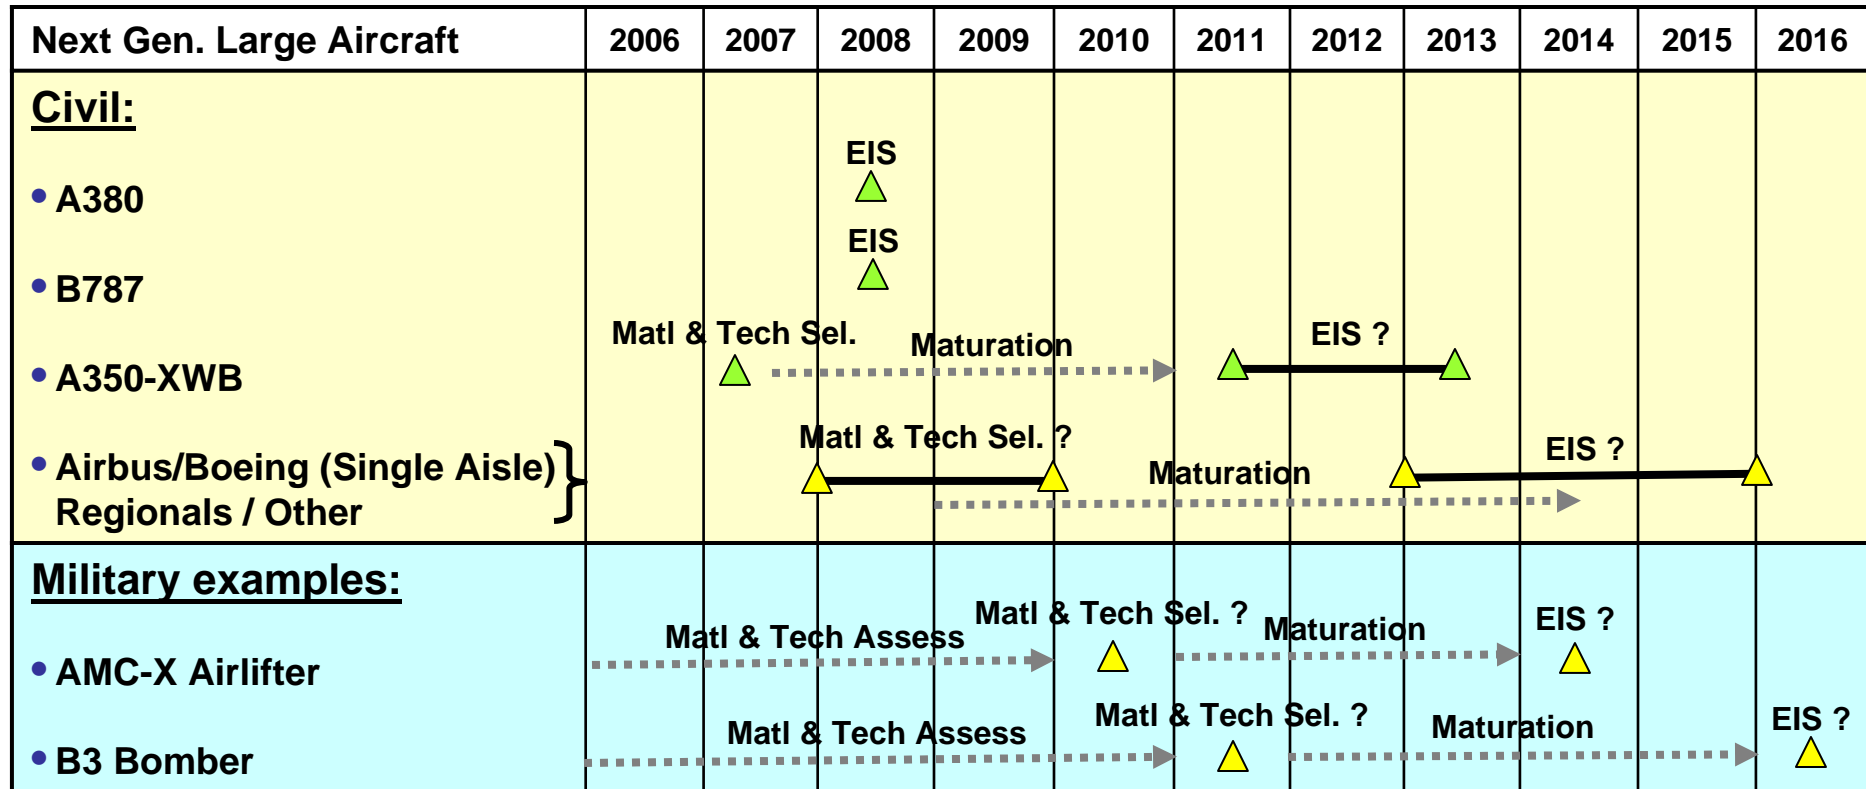 Next Gen. Large Aircraft 2006 2007 2008 2009 2010 2011 2012 2013 2014 2015 2016
Civil:
EIS
• A380
EIS
• B787
Matl & Tech Sel. Maturation EIS ?
• A350-XWB
Matl & Tech Sel. ? EIS ?
• Airbus/Boeing (Single Aisle) Maturation
Regionals / Other
Military examples:
Matl & Tech Assess Matl & Tech Sel. ? Maturation EIS ?
• AMC-X Airlifter
Matl & Tech Assess Matl & Tech Sel. ? Maturation EIS ?
• B3 Bomber